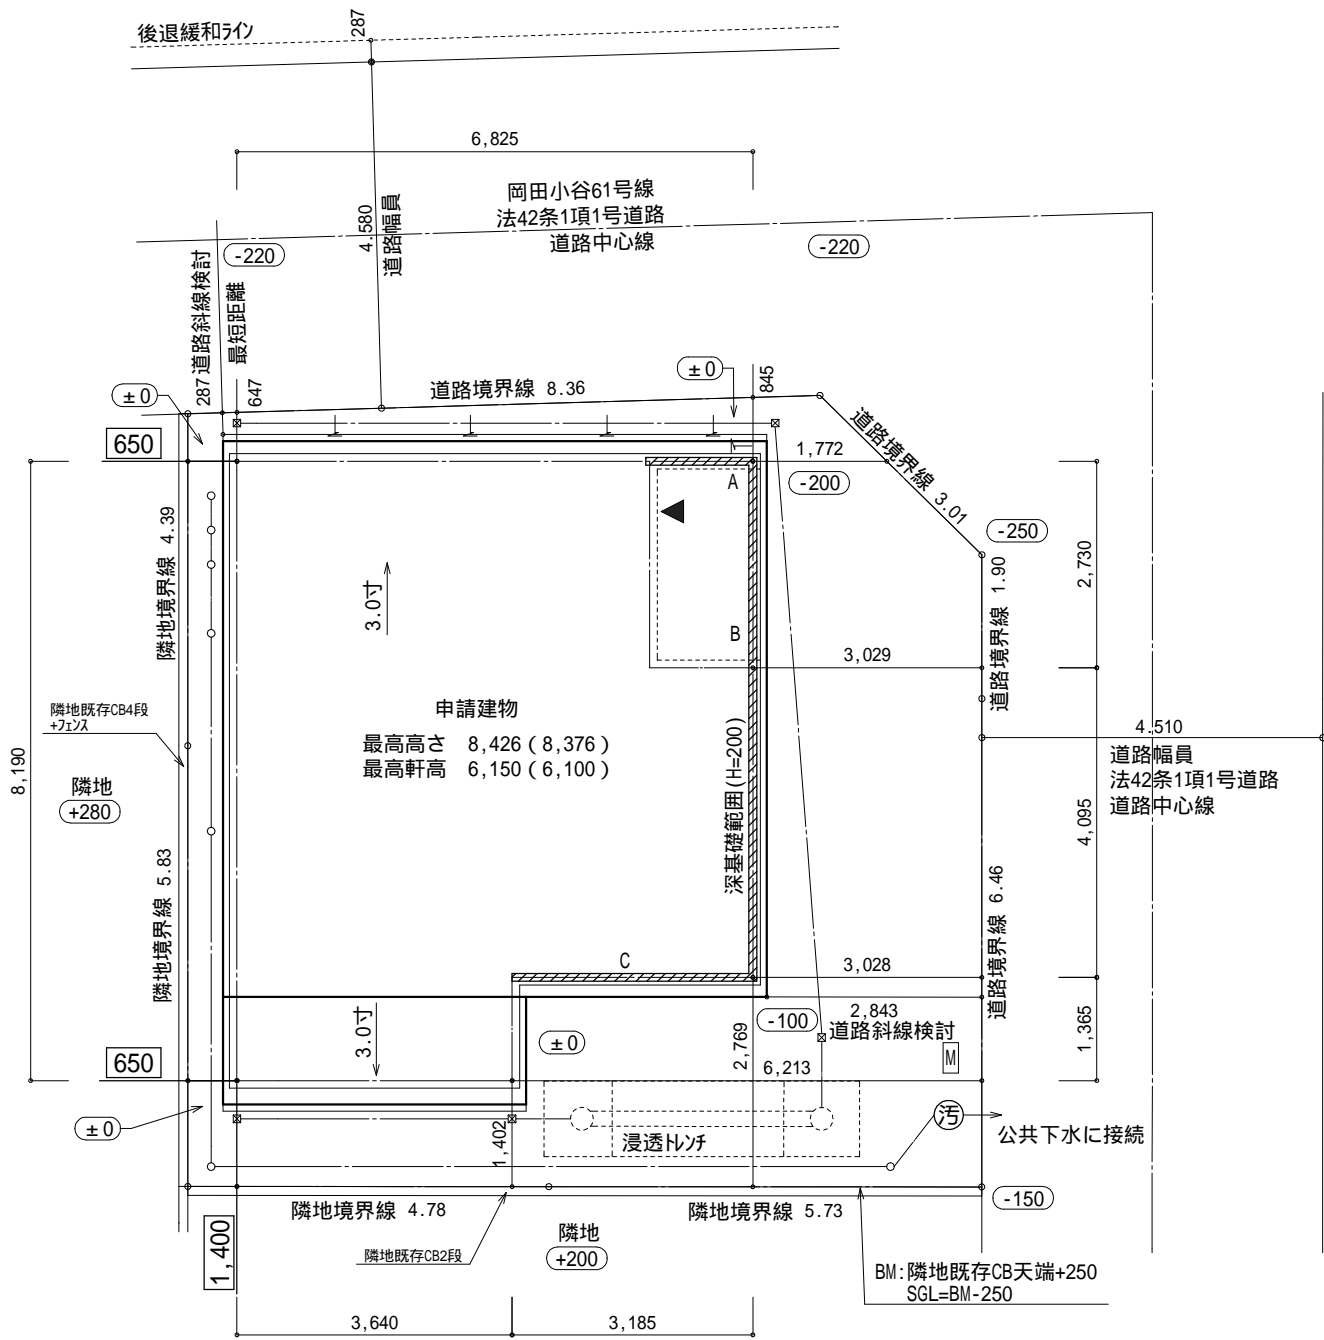 後退緩和ライン
287
6,825
岡田小谷61号線
法42条1項1号道路
道路中心線
4.580
道路幅員
-220
-220
287 道路斜線検討
最短距離
647
±0
±0
845
道路境界線 8.36
道路境界線 3.01
650
1,772
A
-200
-250
隣地境界線 4.39
3.0寸
2,730
道路境界線 1.90
B
3,029
隣地既存CB4段
+フェンス
申請建物
最高高さ 8,426(8,376)
最高軒高 6,150(6,100)
深基礎範囲(H=200)
4.510
道路幅員
法42条1項1号道路
道路中心線
8,190
隣地
+280
4,095
隣地境界線 5.83
道路境界線 6.46
C
3,028
2,843
道路斜線検討
-100
3.0寸
±0
2,769
M
1,365
650
6,213
±0
汚
公共下水に接続
1,402
浸透トレンチ
隣地境界線 4.78
隣地境界線 5.73
-150
1,400
隣地既存CB2段
隣地
+200
BM:隣地既存CB天端+250
SGL=BM-250
3,640
3,185